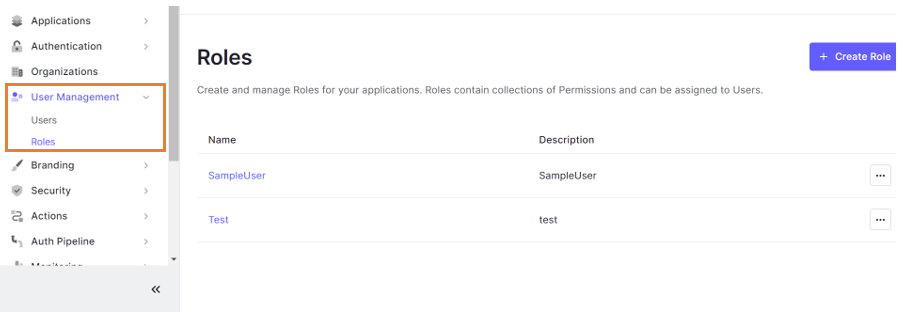 Applications
Authentication
Organizations
User Management
Users
Roles
Branding
Security
Actions
Auth Pipeline
Monitoring
Roles
+ Create Role
Create and manage Roles for your applications. Roles contain collections of Permissions and can be assigned to Users.
Name Description
SampleUser SampleUser
Test test